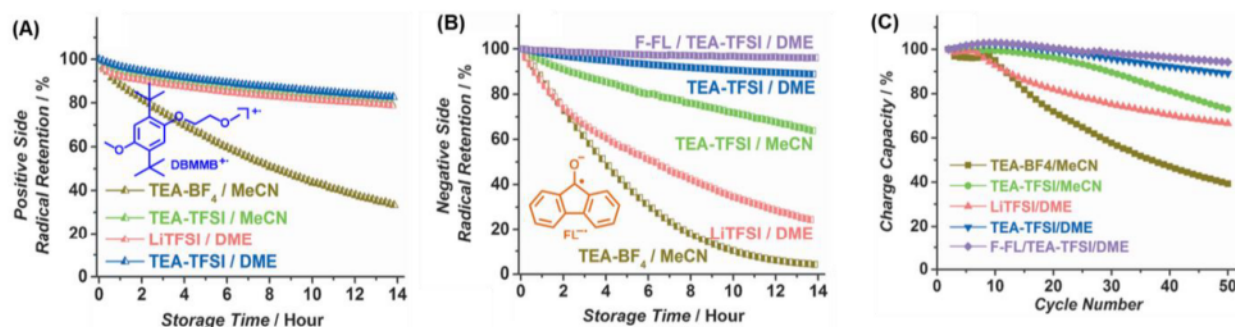 (A)
Positive Side
Radical Retention / %
100
80
60
40
20
0
O
O
O
]+·
DBMMB+·
TEA-BF4 / MeCN
TEA-TFSI / MeCN
LiTFSI / DME
TEA-TFSI / DME
0 2 4 6 8 10 12 14
Storage Time / Hour
(B)
Negative Side
Radical Retention / %
100
80
60
40
20
0
F-FL / TEA-TFSI / DME
TEA-TFSI / DME
TEA-TFSI / MeCN
LiTFSI / DME
TEA-BF4 / MeCN
O-
FL-·
0 2 4 6 8 10 12 14
Storage Time / Hour
(C)
Charge Capacity / %
100
80
60
40
20
0
TEA-BF4/MeCN
TEA-TFSI/MeCN
LiTFSI/DME
TEA-TFSI/DME
F-FL/TEA-TFSI/DME
0 10 20 30 40 50
Cycle Number